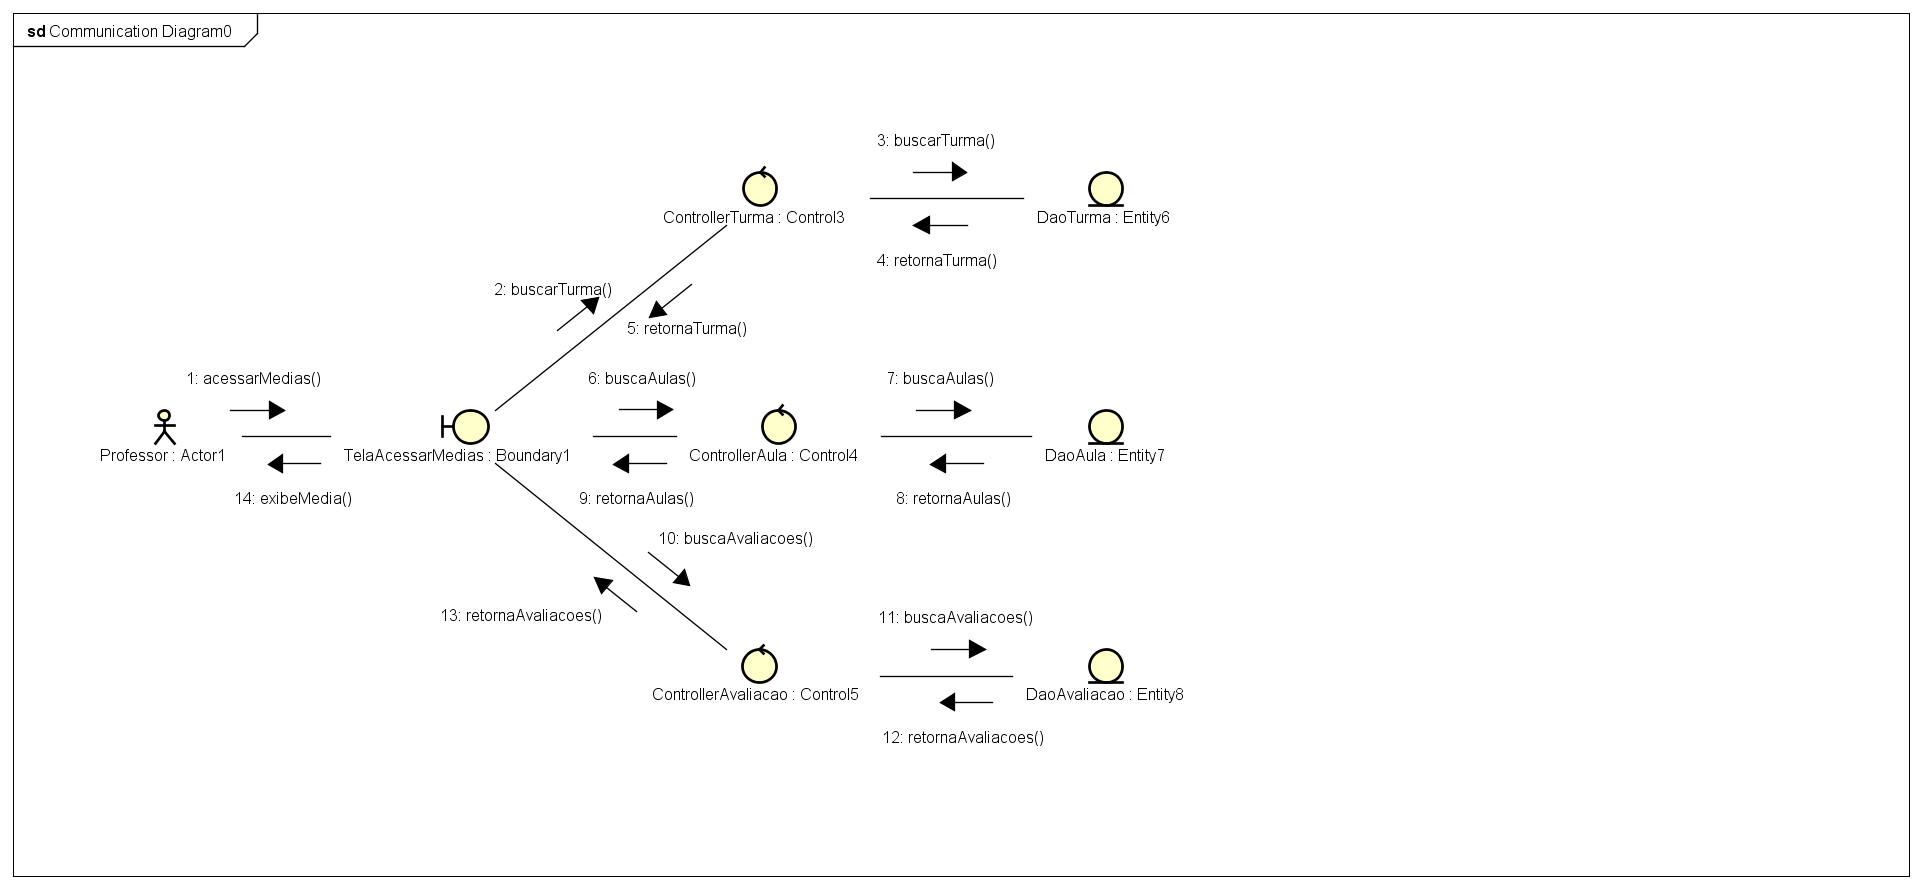 sd Communication Diagram0
3: buscarTurma()
ControllerTurma : Control3
DaoTurma : Entity6
4: retornaTurma()
2: buscarTurma()
5: retornaTurma()
1: acessarMedias()
6: buscaAulas()
7: buscaAulas()
Professor : Actor1
TelaAcessarMedias : Boundary1
ControllerAula : Control4
DaoAula : Entity7
14: exibeMedia()
9: retornaAulas()
8: retornaAulas()
10: buscaAvaliacoes()
13: retornaAvaliacoes()
11: buscaAvaliacoes()
ControllerAvaliacao : Control5
DaoAvaliacao : Entity8
12: retornaAvaliacoes()